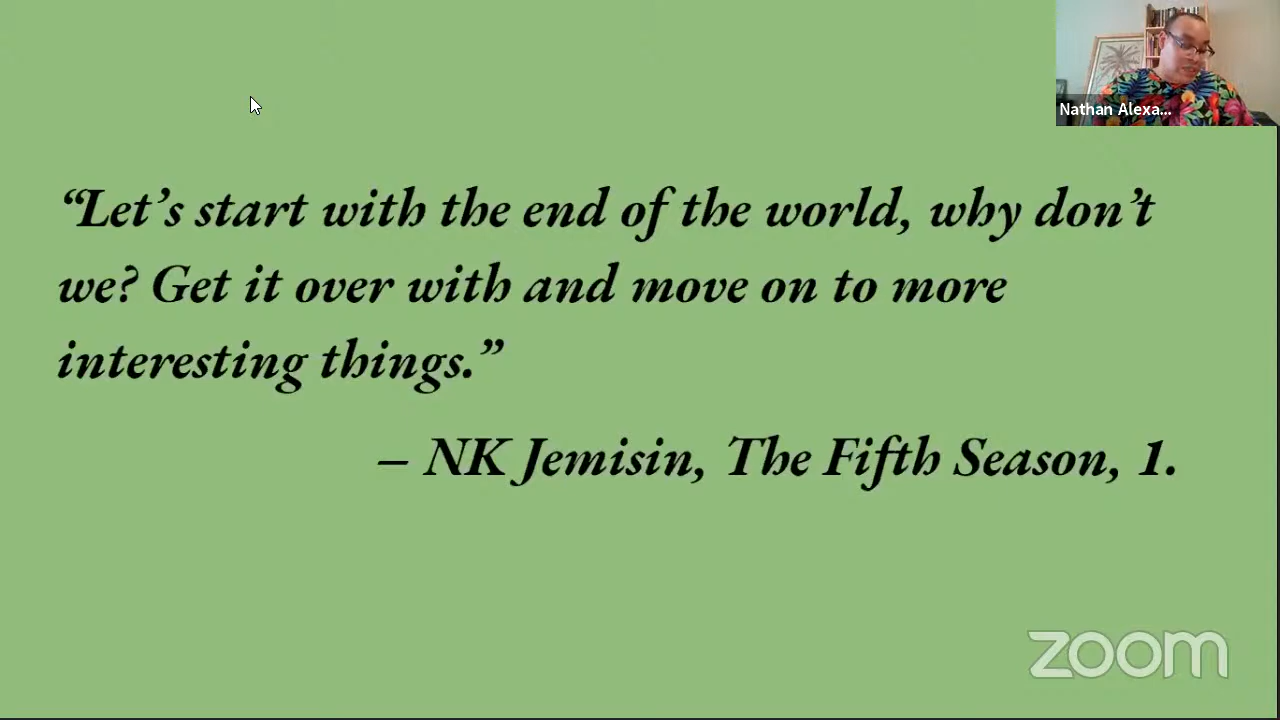 Nathan Alexa...
“Let’s start with the end of the world, why don’t
we? Get it over with and move on to more
interesting things.”
– NK Jemisin, The Fifth Season, 1.
zoom